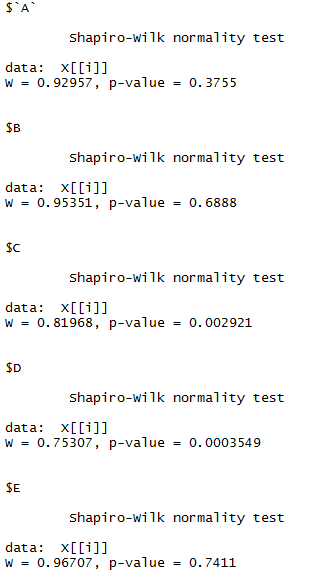 $`A`
Shapiro-Wilk normality test
data:  X[[i]]
W = 0.92957, p-value = 0.3755
$B
Shapiro-Wilk normality test
data:  X[[i]]
W = 0.95351, p-value = 0.6888
$C
Shapiro-Wilk normality test
data:  X[[i]]
W = 0.81968, p-value = 0.002921
$D
Shapiro-Wilk normality test
data:  X[[i]]
W = 0.75307, p-value = 0.0003549
$E
Shapiro-Wilk normality test
data:  X[[i]]
W = 0.96707, p-value = 0.7411